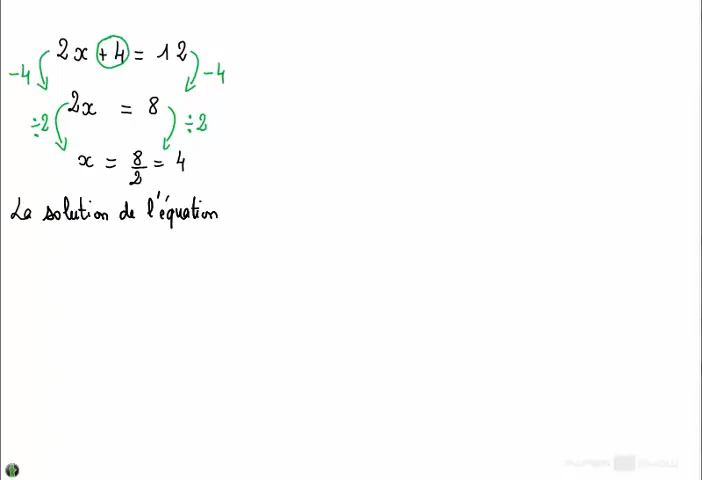 2x + 4 = 12
-4 -4
2x = 8
÷2 ÷2
x = 8/2 = 4
La solution de l'équation